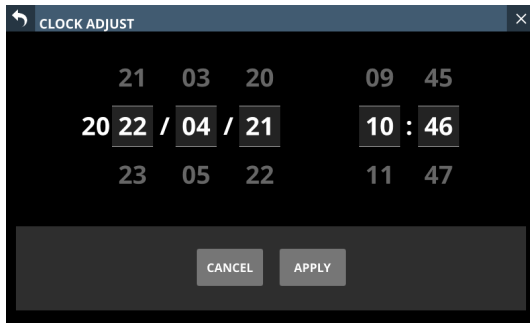 CLOCK ADJUST
21 03 20 09 45
20 22 / 04 / 21 10 : 46
23 05 22 11 47
CANCEL APPLY